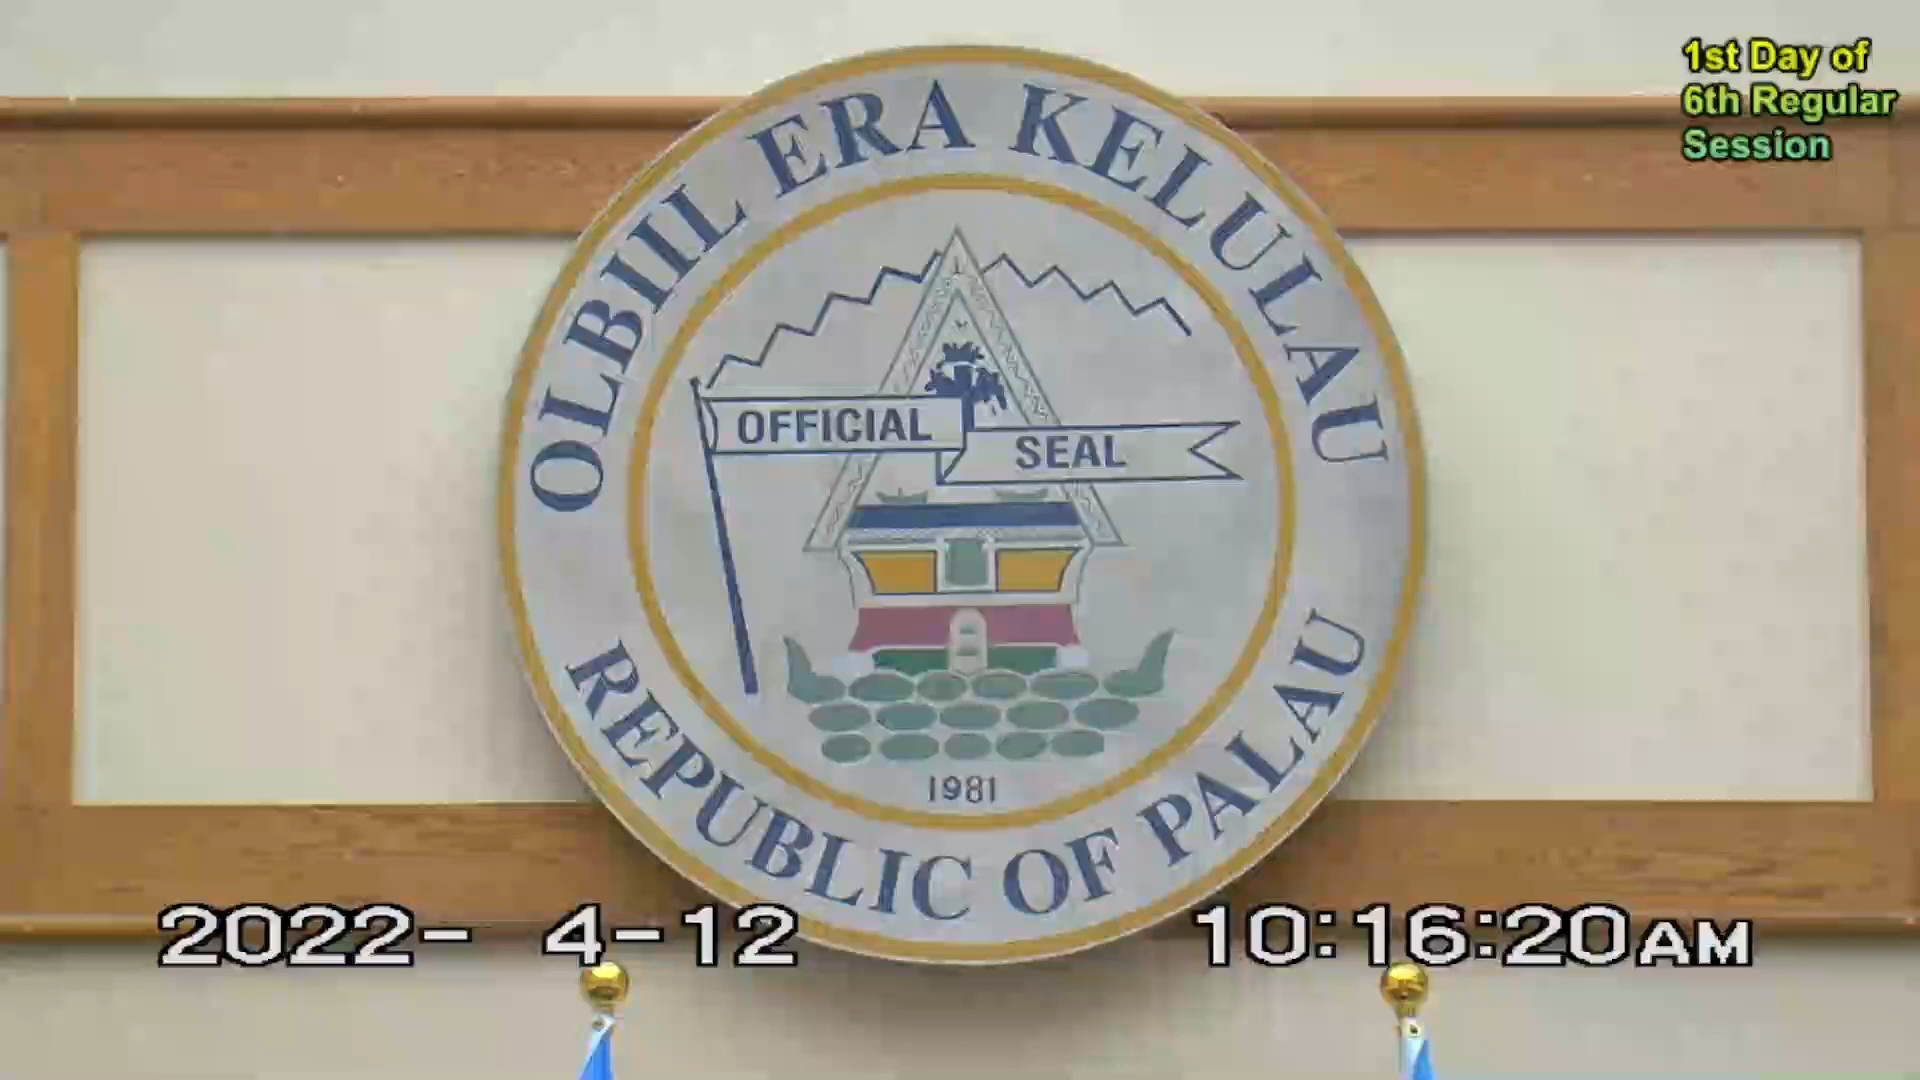 1st Day of
6th Regular
Session
OLBIIL ERA KELULAU
OFFICIAL
SEAL
1981
REPUBLIC OF PALAU
2022- 4-12
10:16:20AM